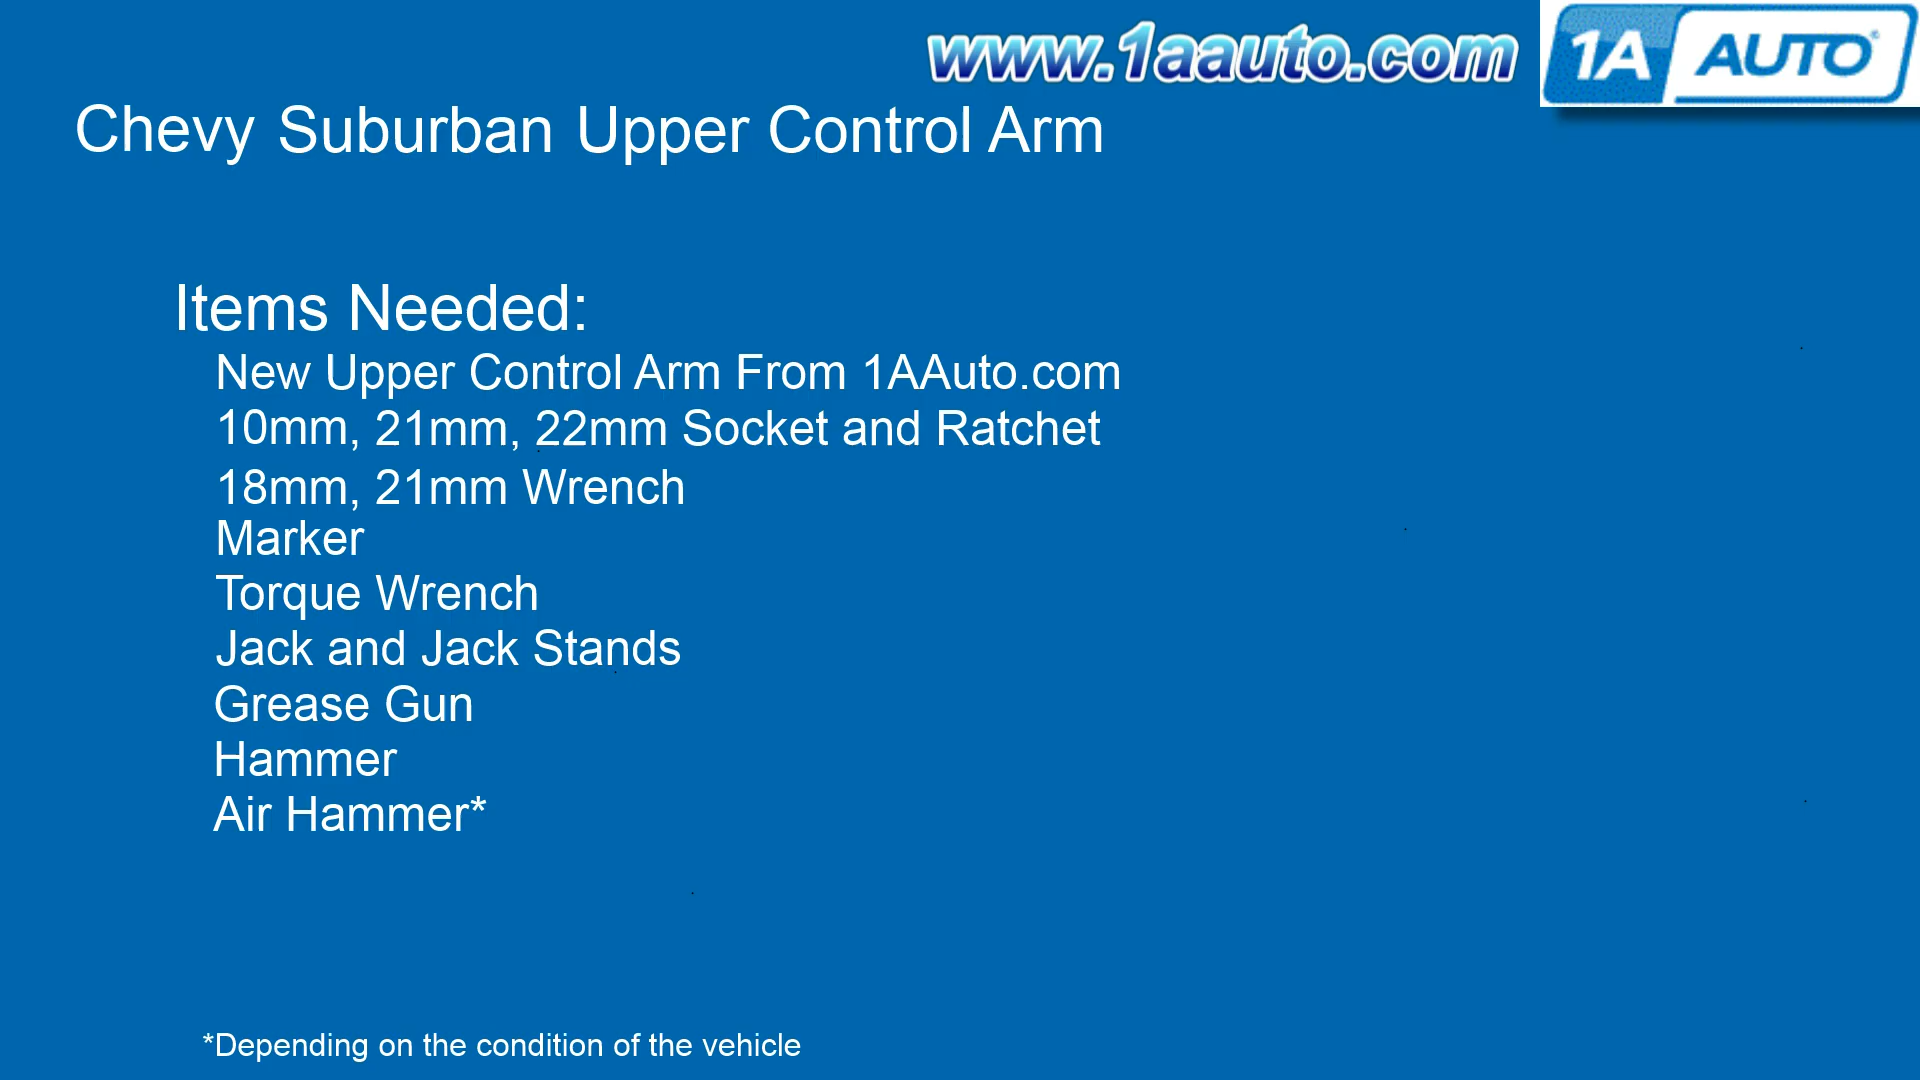 www.1aauto.com
1A AUTO
Chevy Suburban Upper Control Arm
Items Needed:
New Upper Control Arm From 1AAuto.com
10mm, 21mm, 22mm Socket and Ratchet
18mm, 21mm Wrench
Marker
Torque Wrench
Jack and Jack Stands
Grease Gun
Hammer
Air Hammer*
*Depending on the condition of the vehicle